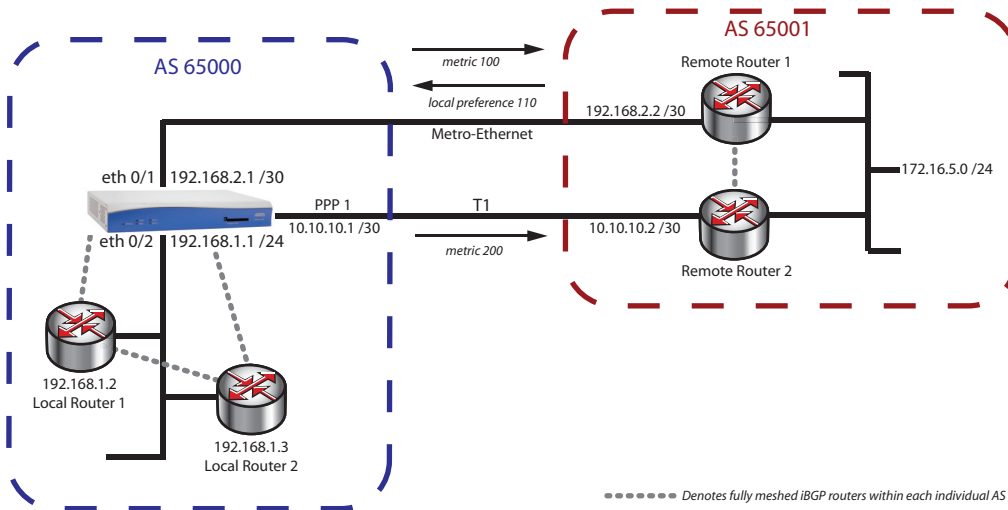 AS 65000
AS 65001
metric 100
local preference 110
Remote Router 1
192.168.2.2 /30
Metro-Ethernet
eth 0/1 192.168.2.1 /30
172.16.5.0 /24
PPP 1
T1
eth 0/2 192.168.1.1 /24
10.10.10.1 /30
10.10.10.2 /30
metric 200
Remote Router 2
192.168.1.2
Local Router 1
192.168.1.3
Local Router 2
Denotes fully meshed iBGP routers within each individual AS